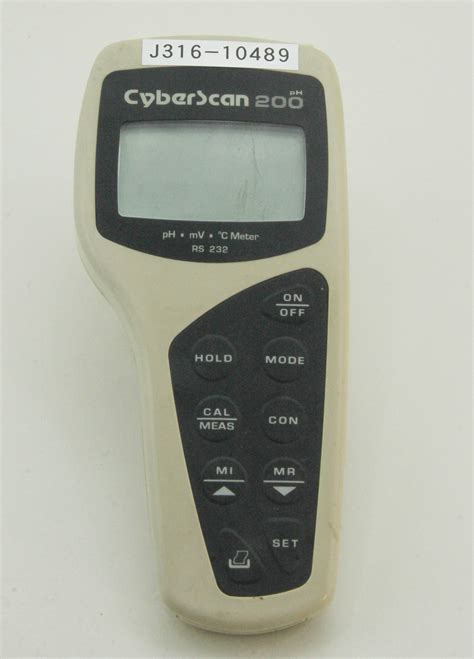 J316-10489
CyberScan 200 pH
pH • mV • °C Meter
RS 232
ON
OFF
HOLD MODE
CAL
MEAS
CON
MI MR
SET